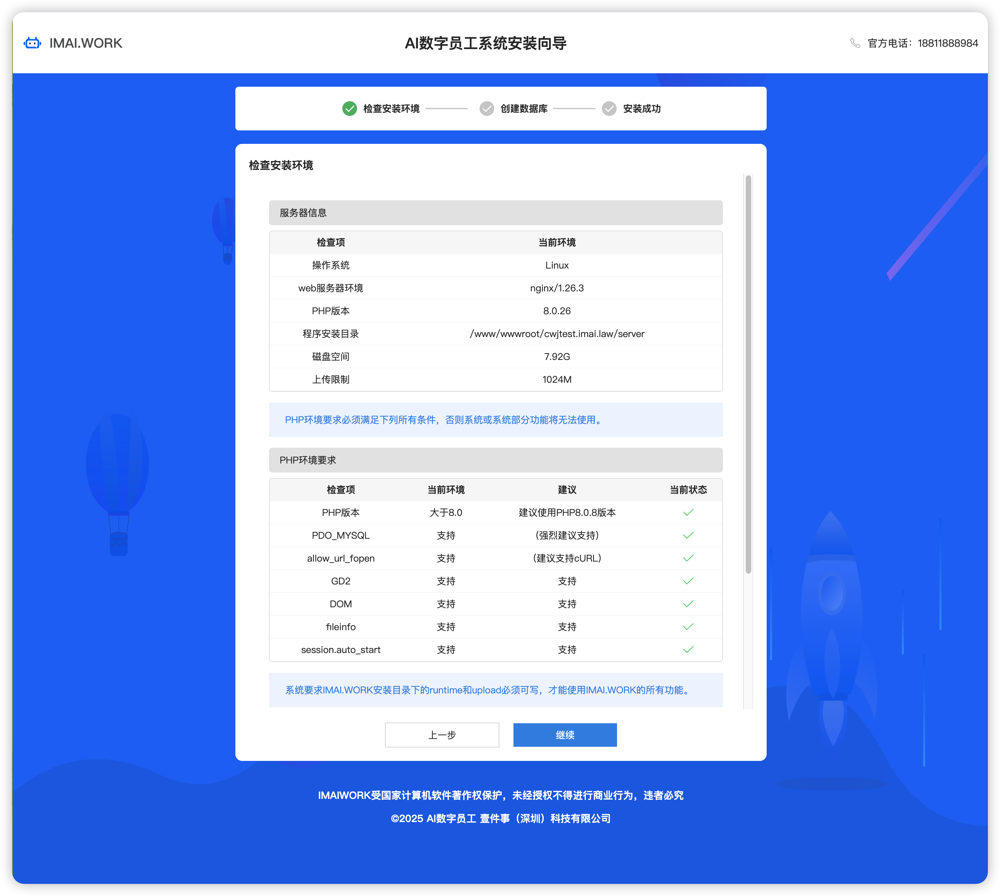 IMAI.WORK
AI数字员工系统安装向导
官方电话：18811888984
检查安装环境
创建数据库
安装成功
检查安装环境
服务器信息
检查项 当前环境
操作系统 Linux
web服务器环境 nginx/1.26.3
PHP版本 8.0.26
程序安装目录 /www/wwwroot/cwjtest.imai.law/server
磁盘空间 7.92G
上传限制 1024M
PHP环境要求必须满足下列所有条件，否则系统或系统部分功能将无法使用。
PHP环境要求
检查项 当前环境 建议 当前状态
PHP版本 大于8.0 建议使用PHP8.0.8版本
PDO_MYSQL 支持 (强烈建议支持)
allow_url_fopen 支持 (建议支持cURL)
GD2 支持 支持
DOM 支持 支持
fileinfo 支持 支持
session.auto_start 支持 支持
系统要求IMAI.WORK安装目录下的runtime和upload必须可写，才能使用IMAI.WORK的所有功能。
上一步
继续
IMAIWORK受国家计算机软件著作权保护，未经授权不得进行商业行为，违者必究
©2025 AI数字员工 壹件事（深圳）科技有限公司